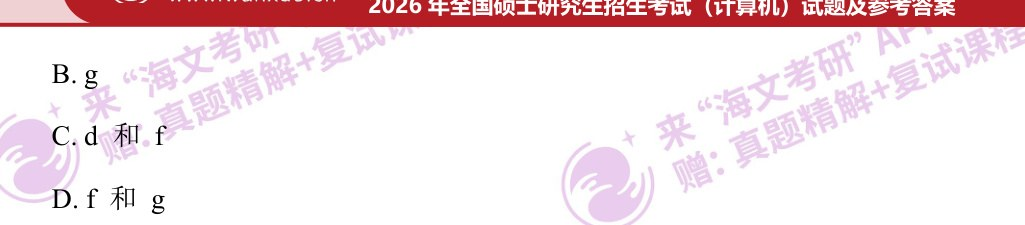 2026 年全国硕士研究生招生考试（计算机）试题及参考答案
B. g
来 “海文考研
赠: 真题精解+复试课
来 “海文考研” APP
赠: 真题精解+复试课程
C. d 和 f
D. f 和 g